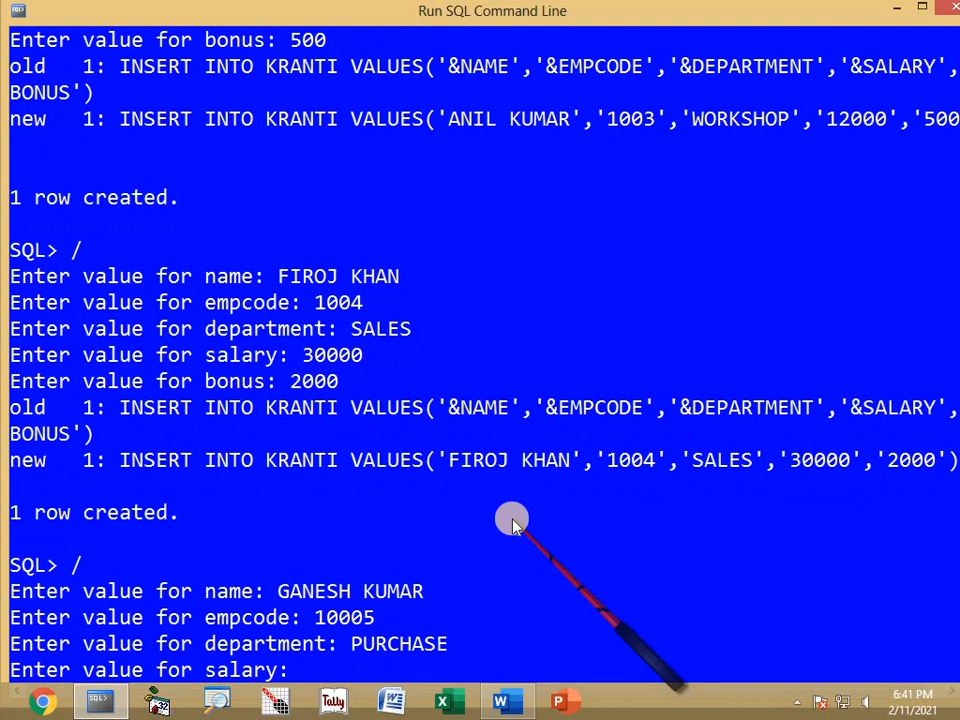 Run SQL Command Line
Enter value for bonus: 500
old   1: INSERT INTO KRANTI VALUES('&NAME','&EMPCODE','&DEPARTMENT','&SALARY',
BONUS')
new   1: INSERT INTO KRANTI VALUES('ANIL KUMAR','1003','WORKSHOP','12000','500
1 row created.
SQL> /
Enter value for name: FIROJ KHAN
Enter value for empcode: 1004
Enter value for department: SALES
Enter value for salary: 30000
Enter value for bonus: 2000
old   1: INSERT INTO KRANTI VALUES('&NAME','&EMPCODE','&DEPARTMENT','&SALARY',
BONUS')
new   1: INSERT INTO KRANTI VALUES('FIROJ KHAN','1004','SALES','30000','2000')
1 row created.
SQL> /
Enter value for name: GANESH KUMAR
Enter value for empcode: 10005
Enter value for department: PURCHASE
Enter value for salary:
SQL>
32
Tally
W
X
W
P
6:41 PM
2/11/2021